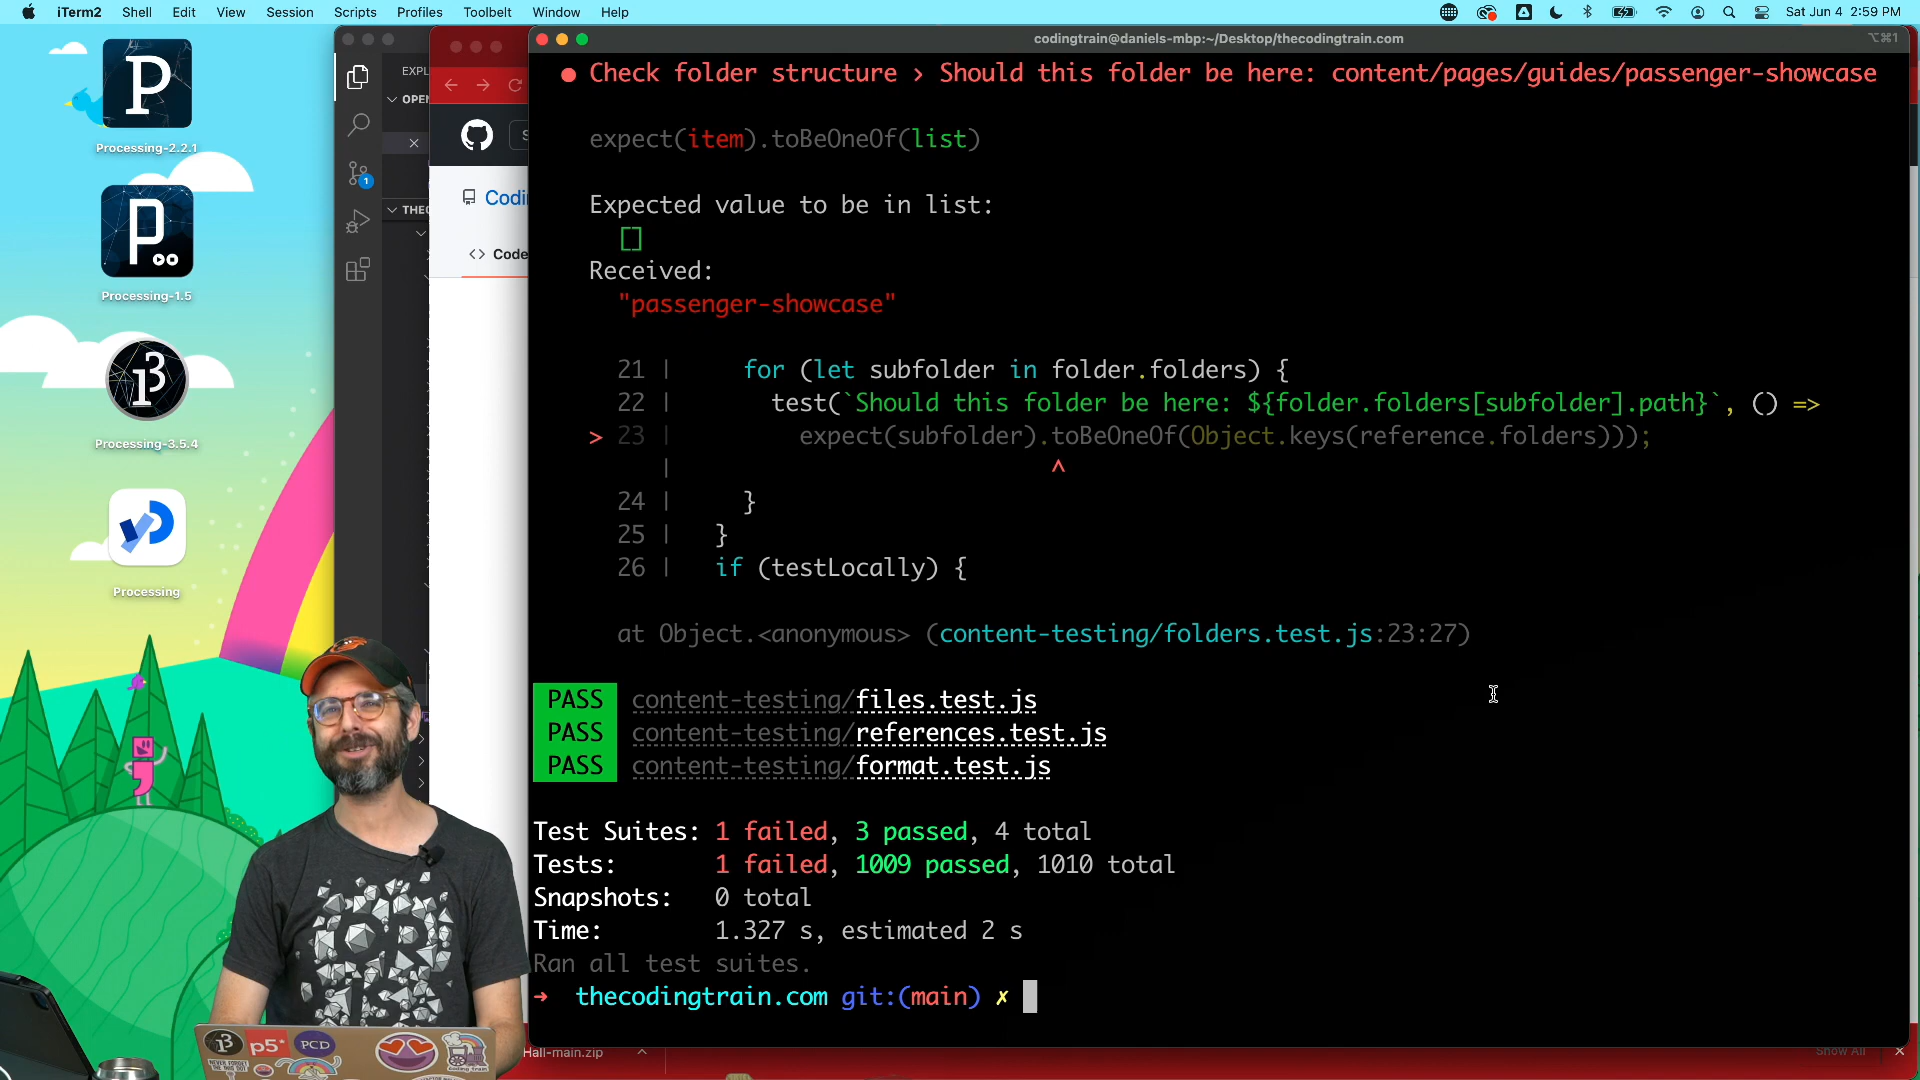 iTerm2 Shell Edit View Session Scripts Profiles Toolbelt Window Help Sat Jun 4 2:59 PM
codingtrain@daniels-mbp:~/Desktop/thecodingtrain.com ⌥⌘1
Processing-2.2.1
Processing-1.5
Processing-3.5.4
Processing
EXPL
OPEN
THEC
1
Codi
<> Code
● Check folder structure › Should this folder be here: content/pages/guides/passenger-showcase
expect(item).toBeOneOf(list)
Expected value to be in list:
[]
Received:
"passenger-showcase"
21 | for (let subfolder in folder.folders) {
22 | test(`Should this folder be here: ${folder.folders[subfolder].path}`, () =>
> 23 | expect(subfolder).toBeOneOf(Object.keys(reference.folders)));
| ^
24 | }
25 | }
26 | if (testLocally) {
at Object.<anonymous> (content-testing/folders.test.js:23:27)
PASS content-testing/files.test.js
PASS content-testing/references.test.js
PASS content-testing/format.test.js
Test Suites: 1 failed, 3 passed, 4 total
Tests: 1 failed, 1009 passed, 1010 total
Snapshots: 0 total
Time: 1.327 s, estimated 2 s
Ran all test suites.
➜ thecodingtrain.com git:(main) ✗
Hall-main.zip
Show All
p5*
PCD
NEVER FORGET
coding train